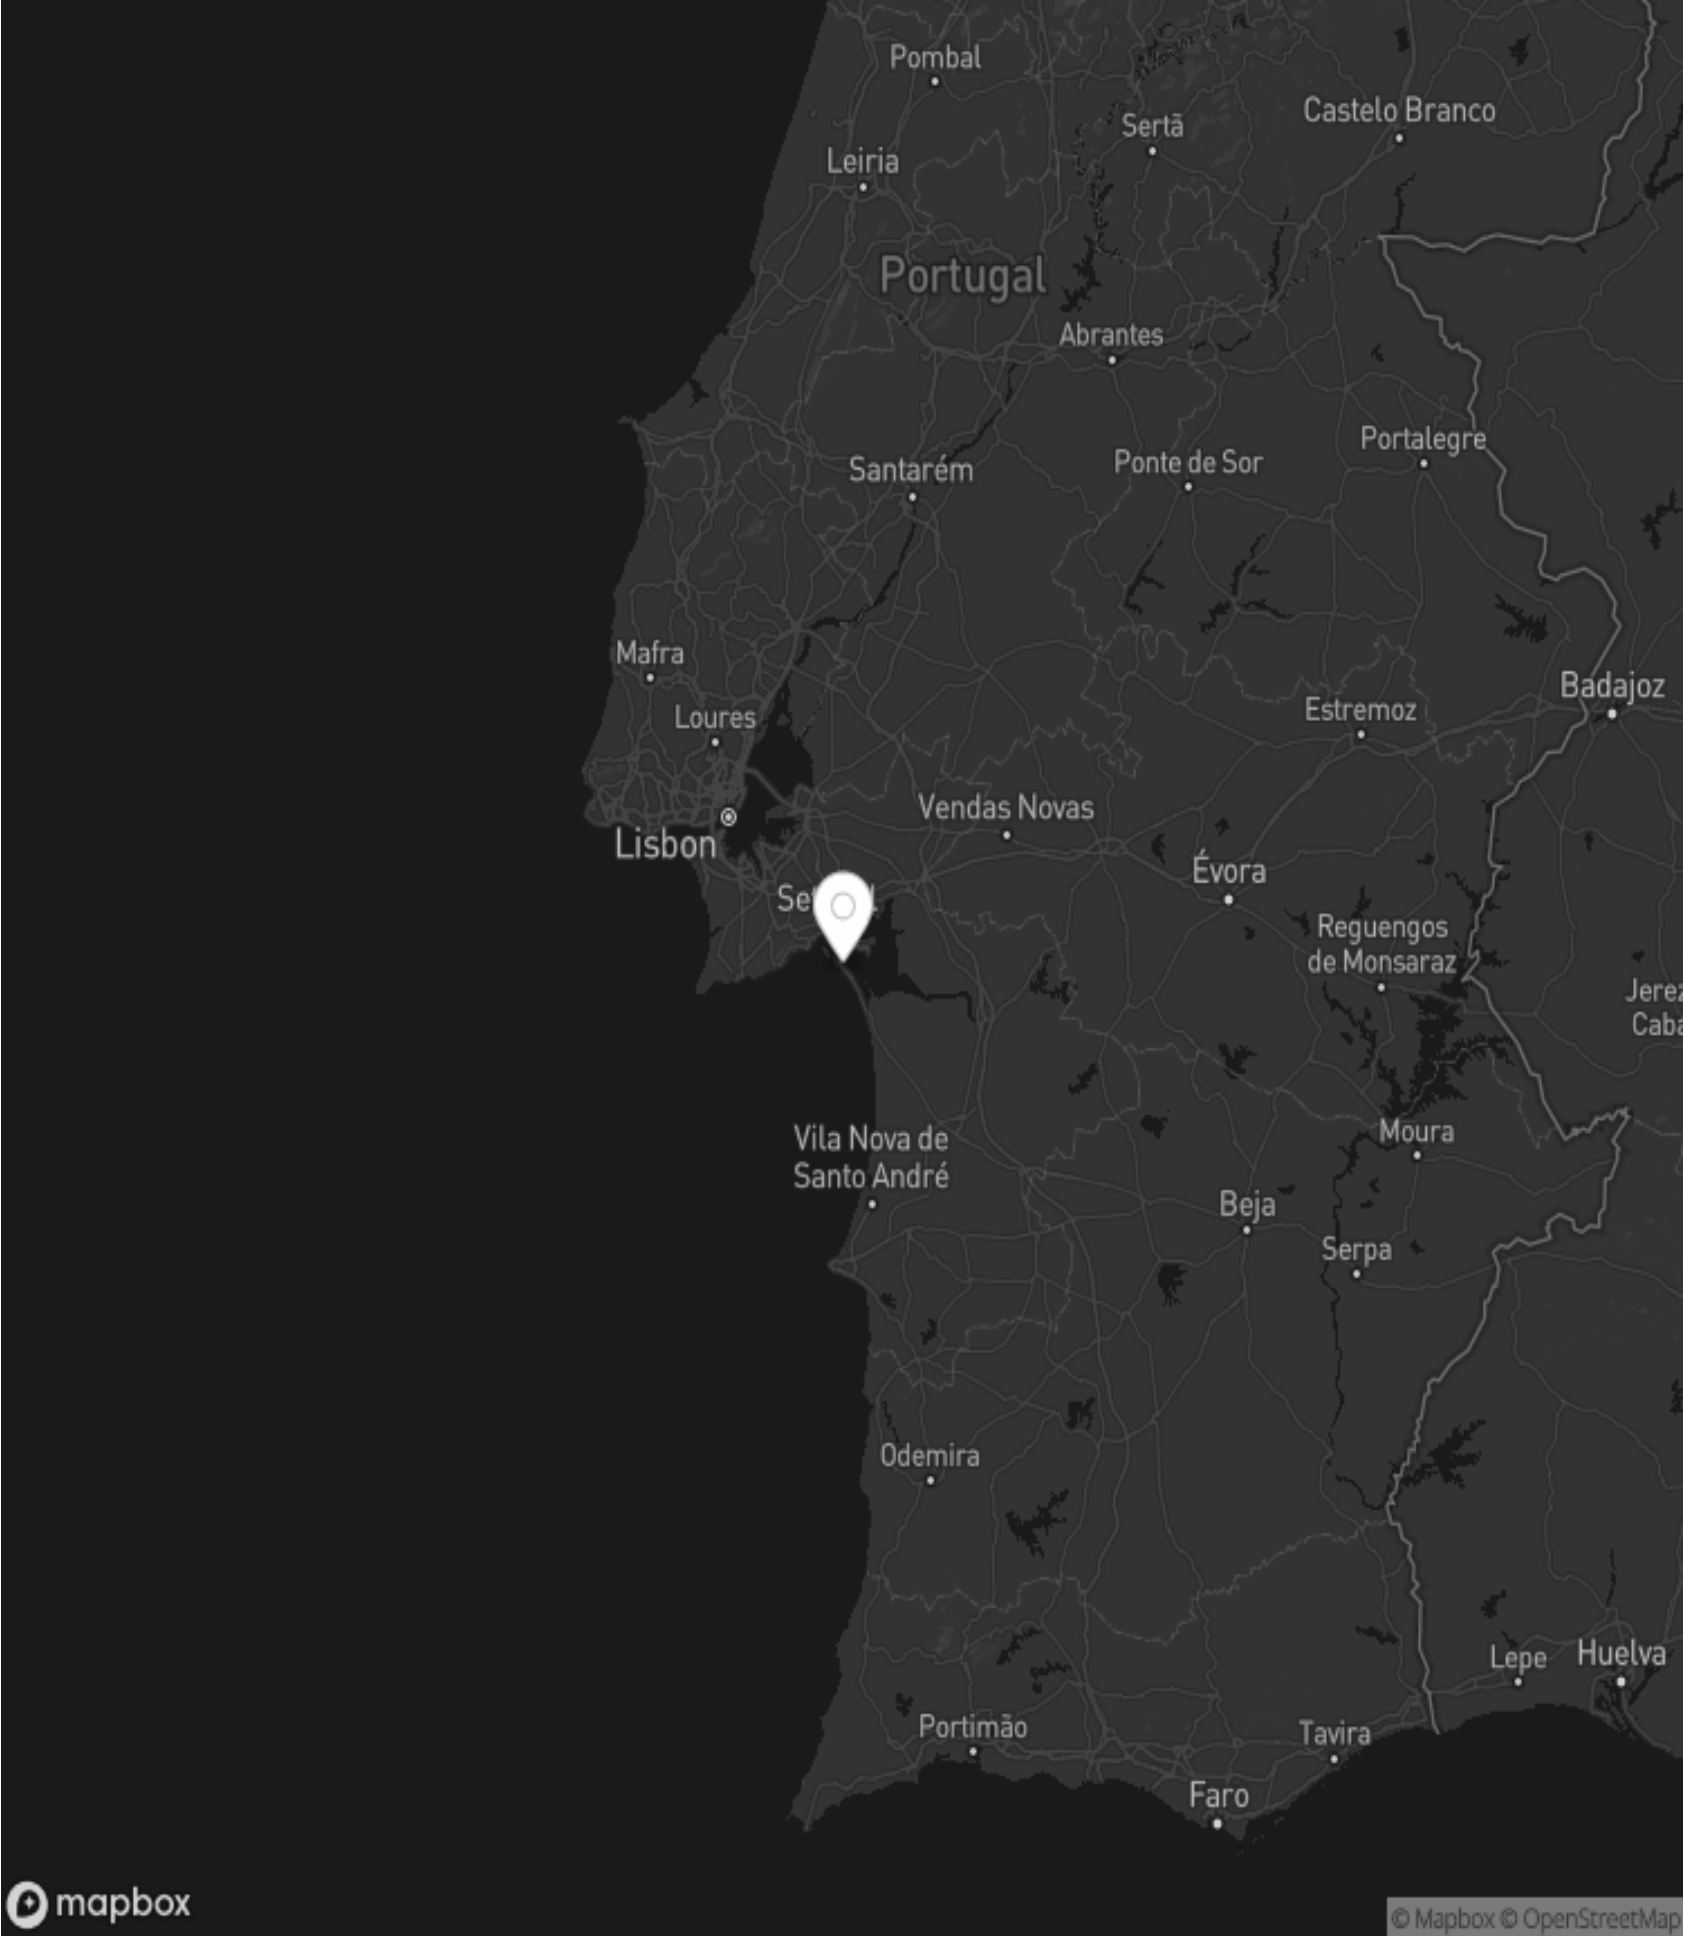 Pombal
Castelo Branco
Sertã
Leiria
Portugal
Abrantes
Portalegre
Ponte de Sor
Santarém
Mafra
Badajoz
Loures
Estremoz
Vendas Novas
Lisbon
Évora
Reguengos
de Monsaraz
Jerez
Caba
Moura
Vila Nova de
Santo André
Beja
Serpa
Odemira
Lepe
Huelva
Portimão
Tavira
Faro
mapbox
© Mapbox © OpenStreetMap